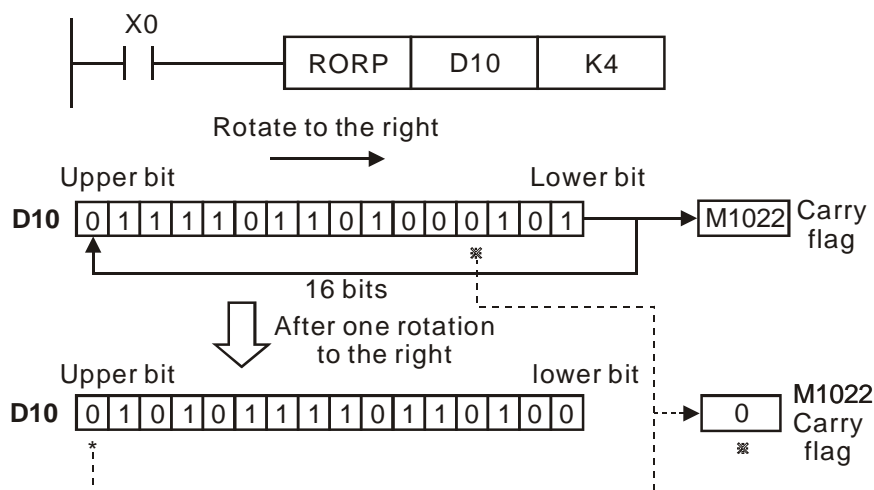 X0
RORP D10 K4
Rotate to the right
Upper bit Lower bit
D10 0 1 1 1 1 0 1 1 0 1 0 0 0 1 0 1 M1022 Carry
flag
※
16 bits
After one rotation
to the right
Upper bit lower bit
D10 0 1 0 1 0 1 1 1 1 0 1 1 0 1 0 0 0 M1022
Carry
flag
* ※